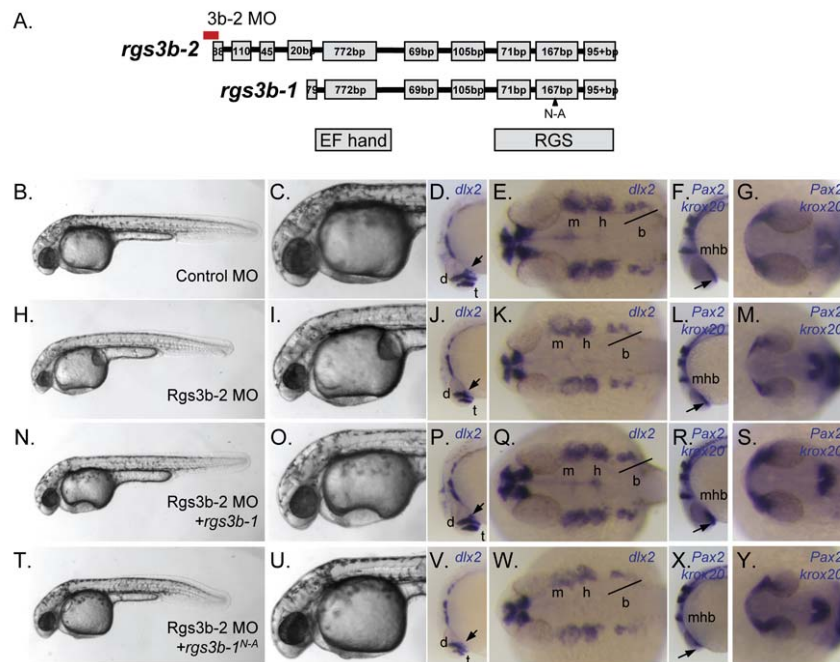 A.
3b-2 MO
rgs3b-2
38 110 45 20bp 772bp 69bp 105bp 71bp 167bp 95+bp
rgs3b-1
79 772bp 69bp 105bp 71bp 167bp 95+bp
N-A
EF hand RGS
B. C. D. dlx2 E. dlx2 F. Pax2 G. Pax2
krox20 krox20
m h b
mhb
d
t
Control MO
H. I. J. dlx2 K. dlx2 L. Pax2 M. Pax2
krox20 krox20
m h b
mhb
d
t
Rgs3b-2 MO
N. O. P. dlx2 Q. dlx2 R. Pax2 S. Pax2
krox20 krox20
m h b
mhb
d
t
Rgs3b-2 MO
+rgs3b-1
T. U. V. dlx2 W. dlx2 X. Pax2 Y. Pax2
krox20 krox20
m h b
mhb
d
t
Rgs3b-2 MO
+rgs3b-1N-A